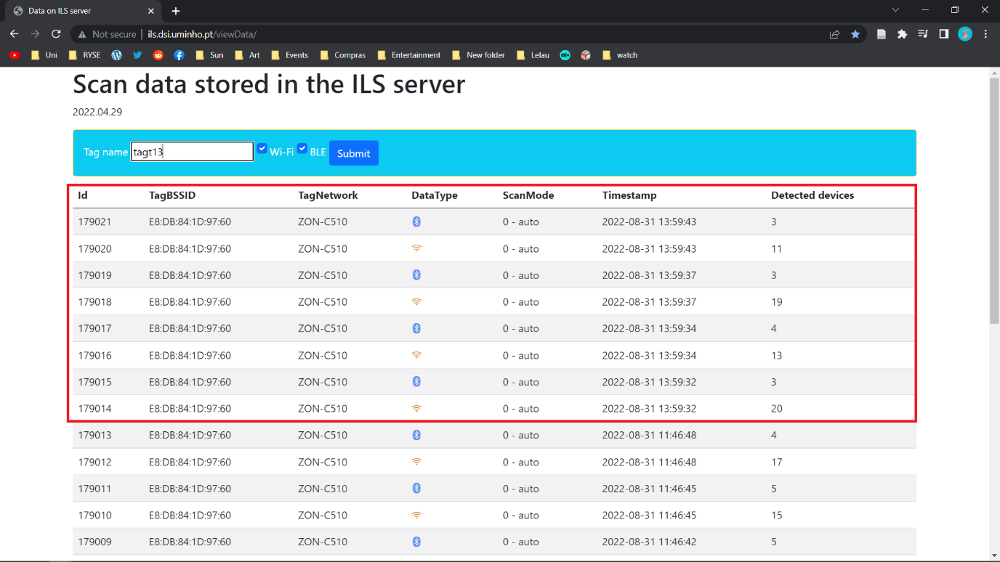 Data on ILS server
Not secure | ils.dsi.uminho.pt/viewData/
Uni RYSE Sun Art Events Compras Entertainment New folder Lelau OLX watch
Scan data stored in the ILS server
2022.04.29
Tag name tagt13 Wi-Fi BLE Submit
Id TagBSSID TagNetwork DataType ScanMode Timestamp Detected devices
179021 E8:DB:84:1D:97:60 ZON-C510 0 - auto 2022-08-31 13:59:43 3
179020 E8:DB:84:1D:97:60 ZON-C510 0 - auto 2022-08-31 13:59:43 11
179019 E8:DB:84:1D:97:60 ZON-C510 0 - auto 2022-08-31 13:59:37 3
179018 E8:DB:84:1D:97:60 ZON-C510 0 - auto 2022-08-31 13:59:37 19
179017 E8:DB:84:1D:97:60 ZON-C510 0 - auto 2022-08-31 13:59:34 4
179016 E8:DB:84:1D:97:60 ZON-C510 0 - auto 2022-08-31 13:59:34 13
179015 E8:DB:84:1D:97:60 ZON-C510 0 - auto 2022-08-31 13:59:32 3
179014 E8:DB:84:1D:97:60 ZON-C510 0 - auto 2022-08-31 13:59:32 20
179013 E8:DB:84:1D:97:60 ZON-C510 0 - auto 2022-08-31 11:46:48 4
179012 E8:DB:84:1D:97:60 ZON-C510 0 - auto 2022-08-31 11:46:48 17
179011 E8:DB:84:1D:97:60 ZON-C510 0 - auto 2022-08-31 11:46:45 5
179010 E8:DB:84:1D:97:60 ZON-C510 0 - auto 2022-08-31 11:46:45 15
179009 E8:DB:84:1D:97:60 ZON-C510 0 - auto 2022-08-31 11:46:42 5